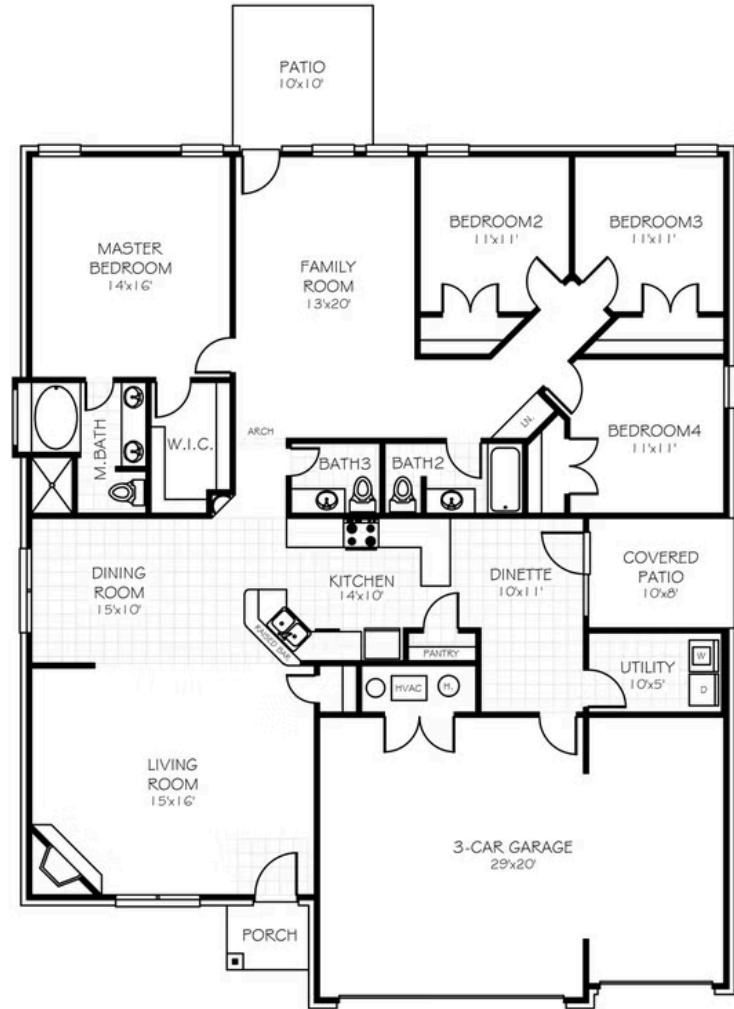 PATIO
10'x10'
MASTER
BEDROOM
14'x16'
FAMILY
ROOM
13'x20'
BEDROOM2
11'x11'
BEDROOM3
11'x11'
M.BATH
W.I.C.
ARCH
BATH3
BATH2
LN.
BEDROOM4
11'x11'
DINING
ROOM
15'x10'
KITCHEN
14'x10'
RAISED BAR
PANTRY
DINETTE
10'x11'
COVERED
PATIO
10'x8'
UTILITY
10'x5'
W
D
HVAC
H.
LIVING
ROOM
15'x16'
3-CAR GARAGE
29'x20'
PORCH